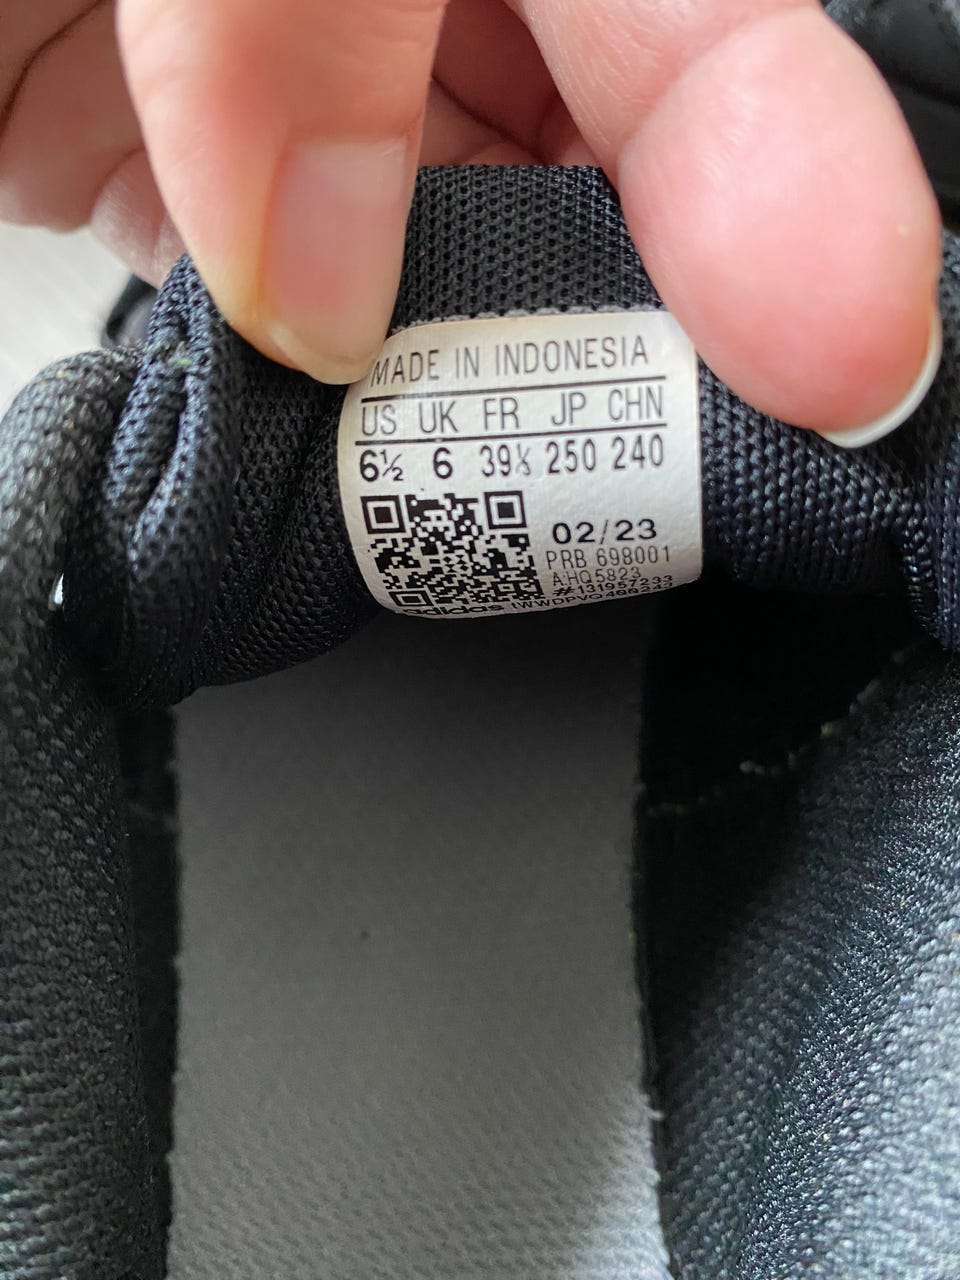 MADE IN INDONESIA
US UK FR JP CHN
6½ 6 39⅓ 250 240
02/23
PRB 698001
A:HQ5823
#131957233
adidas